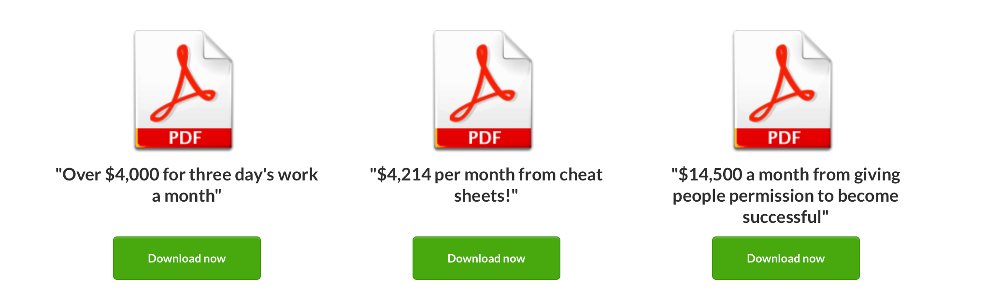 PDF
PDF
PDF
"Over $4,000 for three day's work
a month"
"$4,214 per month from cheat
sheets!"
"$14,500 a month from giving
people permission to become
successful"
Download now
Download now
Download now